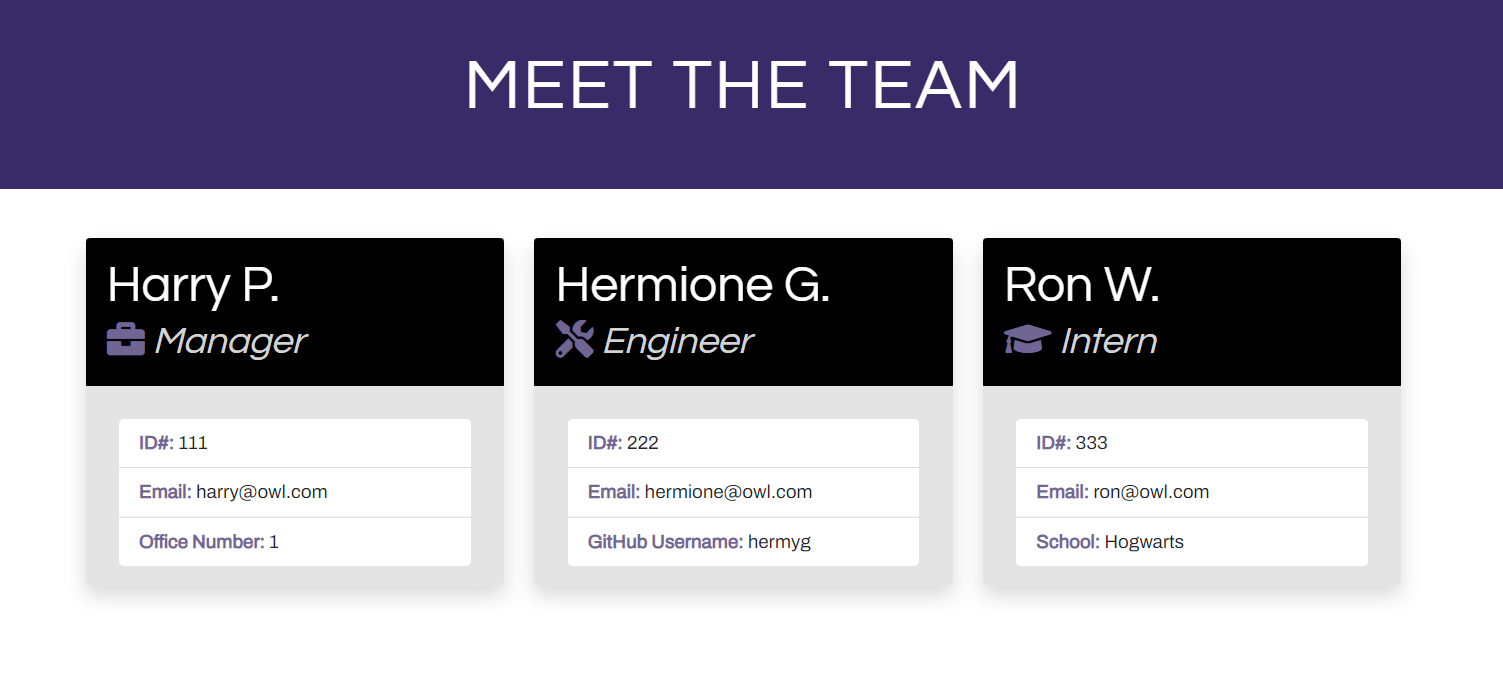 MEET THE TEAM
Harry P.
Manager
ID#: 111
Email: harry@owl.com
Office Number: 1
Hermione G.
Engineer
ID#: 222
Email: hermione@owl.com
GitHub Username: hermyg
Ron W.
Intern
ID#: 333
Email: ron@owl.com
School: Hogwarts